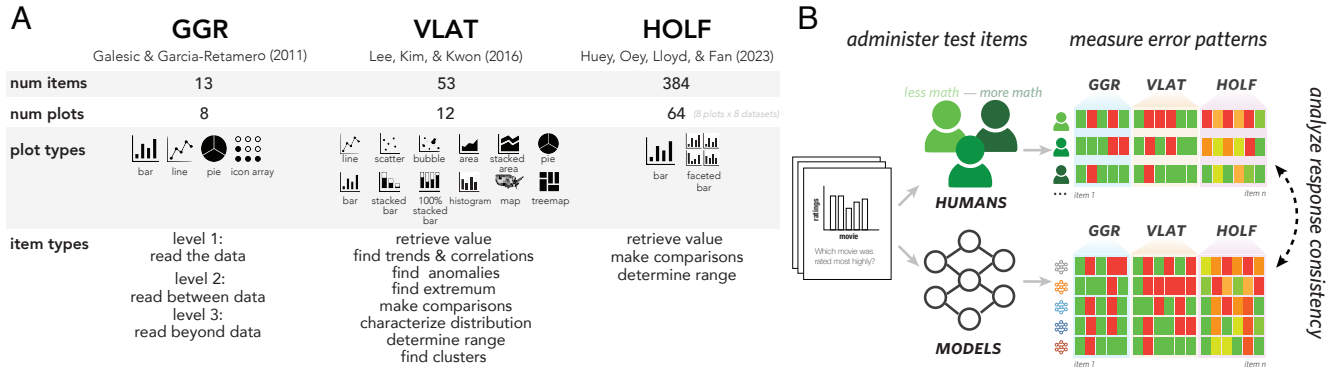 A
GGR
Galesic & Garcia-Retamero (2011)
VLAT
Lee, Kim, & Kwon (2016)
HOLF
Huey, Oey, Lloyd, & Fan (2023)
num items
13
53
384
num plots
8
12
64 (8 plots x 8 datasets)
plot types
bar
line
pie
icon array
line
scatter
bubble
area
stacked
area
pie
bar
stacked
bar
100%
stacked
bar
histogram
map
treemap
bar
faceted
bar
item types
level 1:
read the data
level 2:
read between data
level 3:
read beyond data
retrieve value
find trends & correlations
find anomalies
find extremum
make comparisons
characterize distribution
determine range
find clusters
retrieve value
make comparisons
determine range
B
administer test items
measure error patterns
less math — more math
HUMANS
MODELS
ratings
movie
Which movie was
rated most highly?
GGR
VLAT
HOLF
...
item 1
item n
GGR
VLAT
HOLF
item 1
item n
analyze response consistency